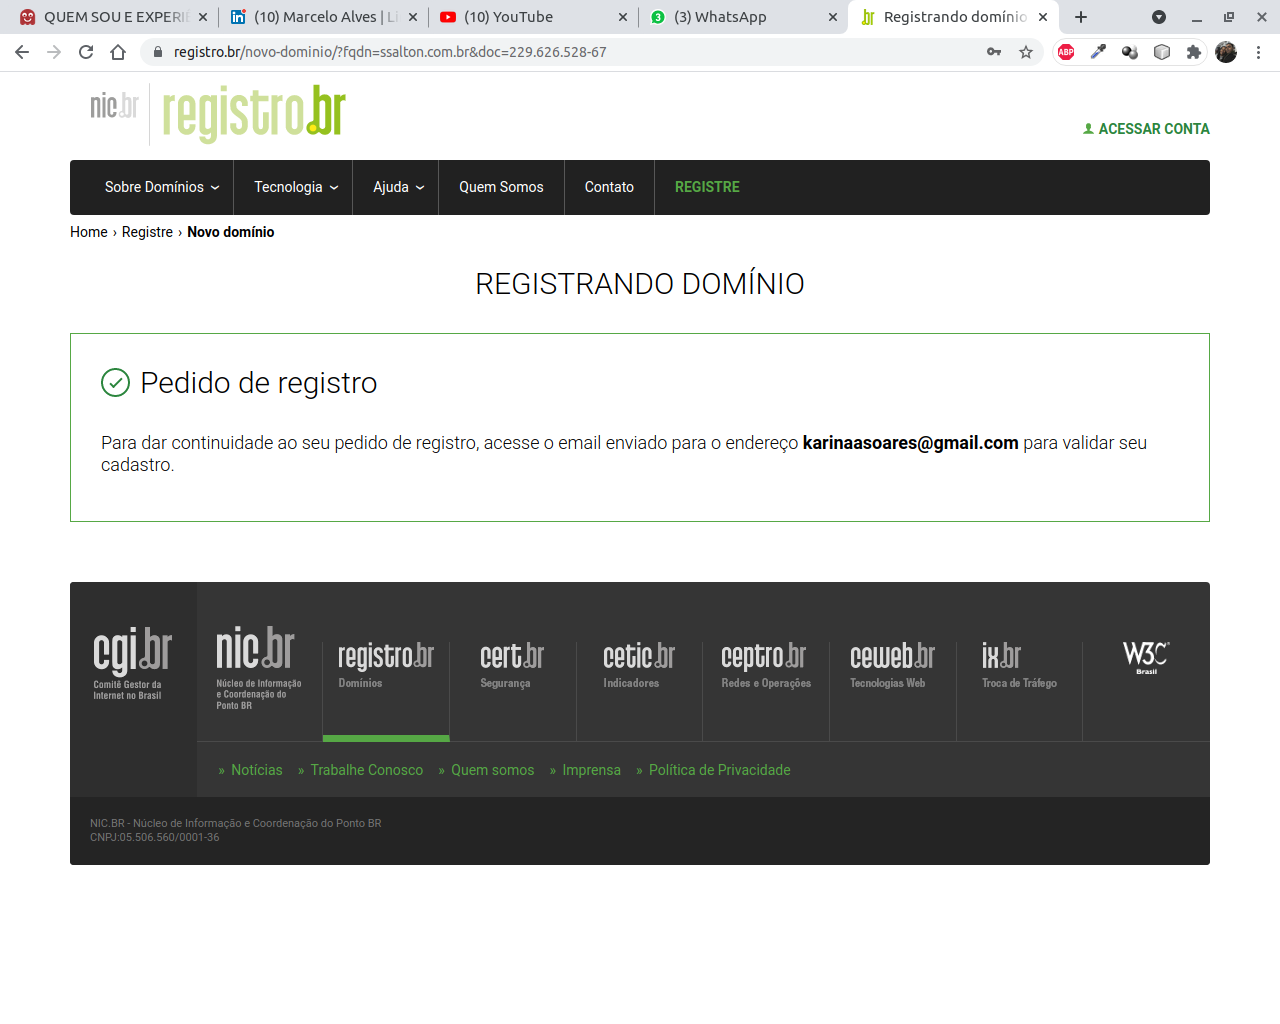 QUEM SOU E EXPERI
(10) Marcelo Alves | Li
(10) YouTube
(3) WhatsApp
Registrando domínio
registro.br/novo-dominio/?fqdn=ssalton.com.br&doc=229.626.528-67
ABP
nic.br
registro.br
ACESSAR CONTA
Sobre Domínios
Tecnologia
Ajuda
Quem Somos
Contato
REGISTRE
Home › Registre › Novo domínio
REGISTRANDO DOMÍNIO
Pedido de registro
Para dar continuidade ao seu pedido de registro, acesse o email enviado para o endereço karinaasoares@gmail.com para validar seu
cadastro.
cgi.br
Comitê Gestor da
Internet no Brasil
nic.br
Núcleo de Informação
e Coordenação do
Ponto BR
registro.br
Domínios
cert.br
Segurança
cetic.br
Indicadores
ceptro.br
Redes e Operações
ceweb.br
Tecnologias Web
ix.br
Troca de Tráfego
W3C
Brasil
» Notícias » Trabalhe Conosco » Quem somos » Imprensa » Política de Privacidade
NIC.BR - Núcleo de Informação e Coordenação do Ponto BR
CNPJ:05.506.560/0001-36